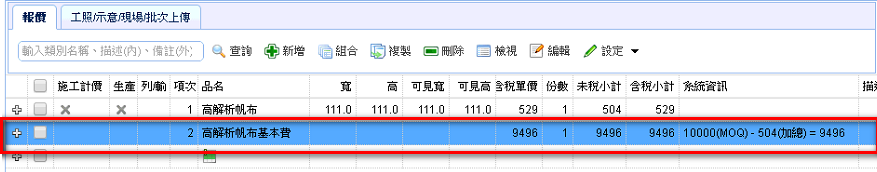 報價 工照/示意/現場/批次上傳
輸入類別名稱、描述(內)、備註(外) 查詢 新增 組合 複製 刪除 檢視 編輯 設定
施工計價 生產 列/輸 項次 品名 寬 高 可見寬 可見高 含稅單價 份數 未稅小計 含稅小計 系統資訊 描述
1 高解析帆布 111.0 111.0 111.0 111.0 529 1 504 529
2 高解析帆布基本費 9496 1 9496 9496 10000(MOQ) - 504(加總) = 9496